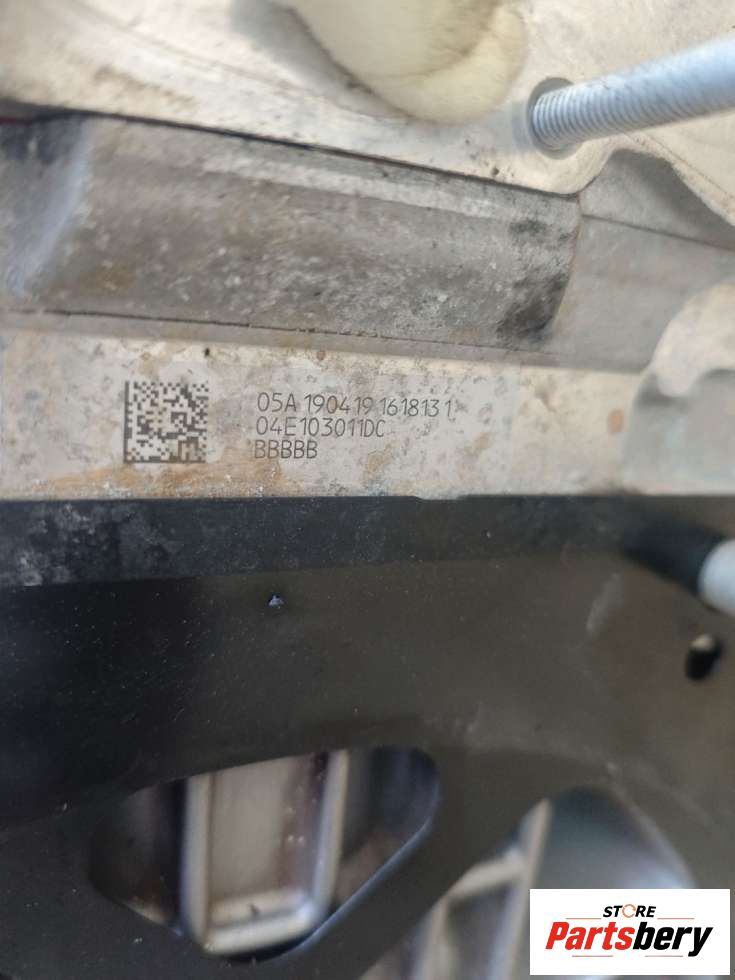 05A 190419 1618131
04E103011DC
BBBBB
STORE
Partsbery